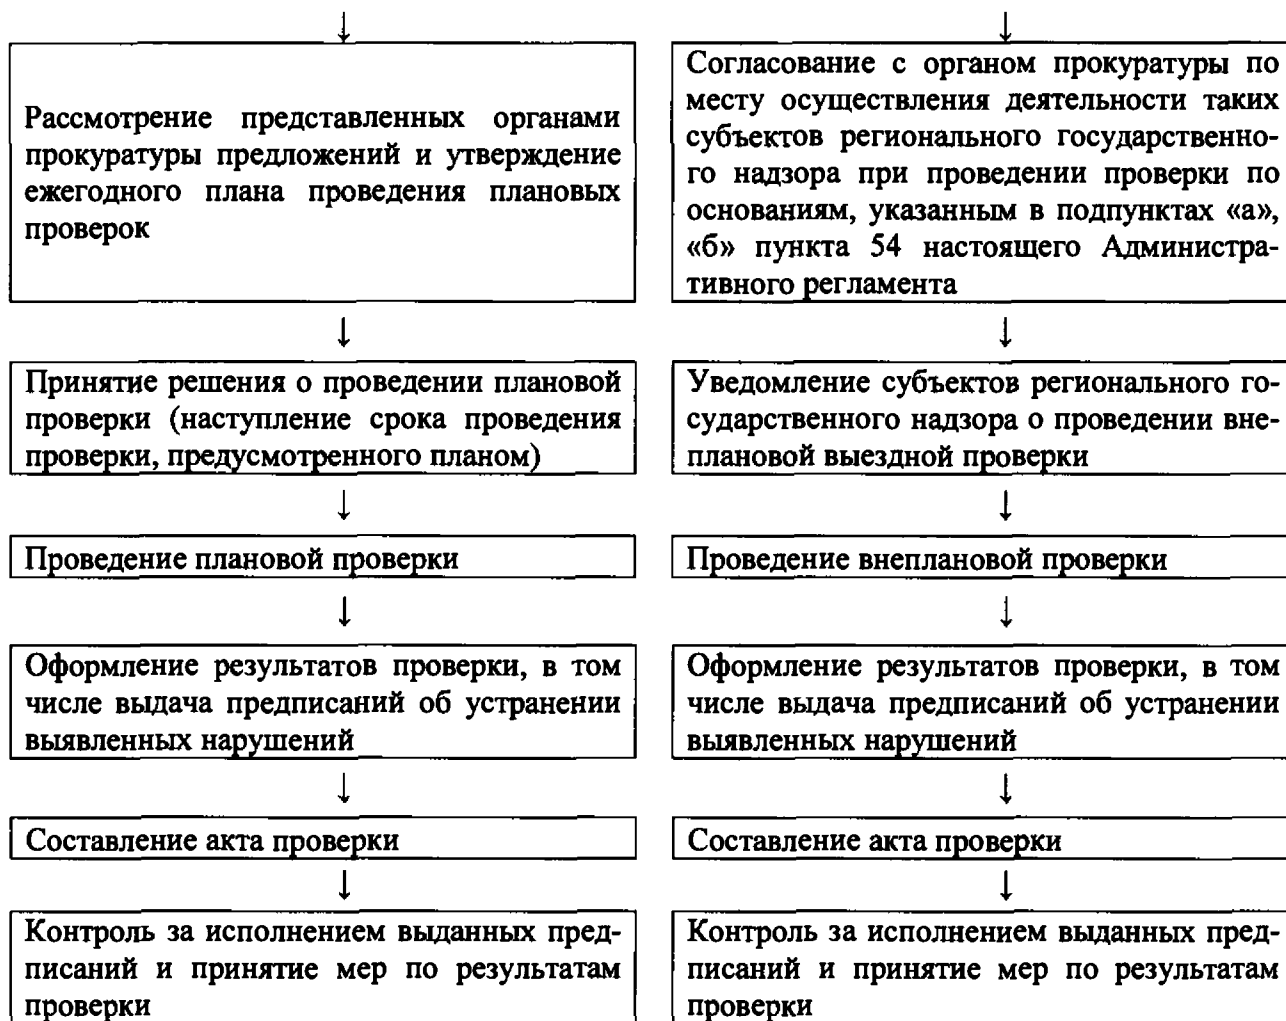 Рассмотрение представленных органами
прокуратуры предложений и утверждение
ежегодного плана проведения плановых
проверок
Согласование с органом прокуратуры по
месту осуществления деятельности таких
субъектов регионального государственно-
го надзора при проведении проверки по
основаниям, указанным в подпунктах «а»,
«б» пункта 54 настоящего Администра-
тивного регламента
Принятие решения о проведении плановой
проверки (наступление срока проведения
проверки, предусмотренного планом)
Уведомление субъектов регионального го-
сударственного надзора о проведении вне-
плановой выездной проверки
Проведение плановой проверки
Проведение внеплановой проверки
Оформление результатов проверки, в том
числе выдача предписаний об устранении
выявленных нарушений
Оформление результатов проверки, в том
числе выдача предписаний об устранении
выявленных нарушений
Составление акта проверки
Составление акта проверки
Контроль за исполнением выданных пред-
писаний и принятие мер по результатам
проверки
Контроль за исполнением выданных пред-
писаний и принятие мер по результатам
проверки